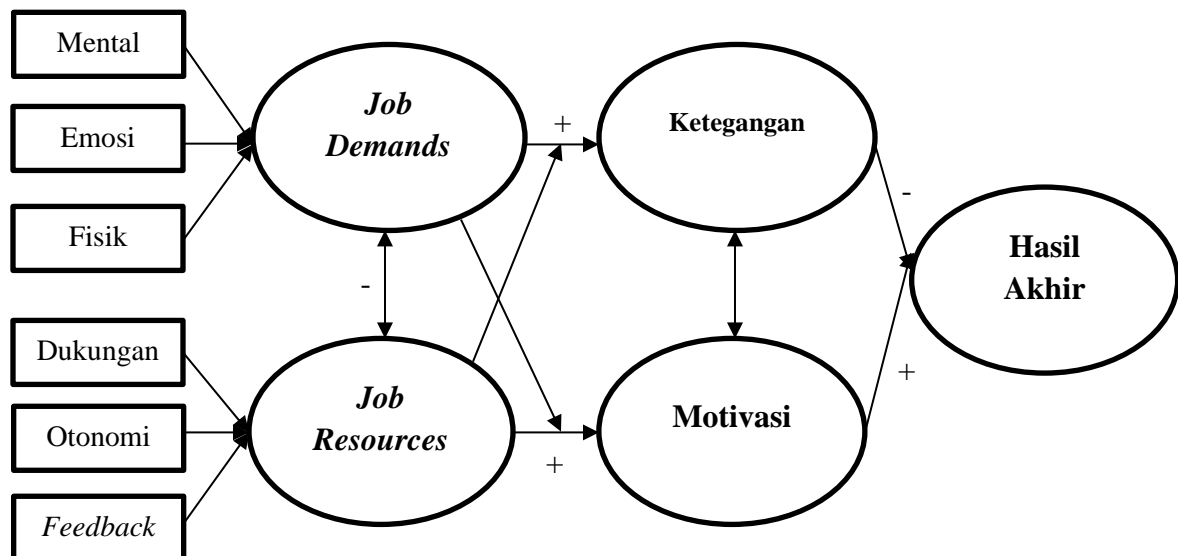 Mental
Emosi
Fisik
Dukungan
Otonomi
Feedback
Job
Demands
+
Ketegangan
-
-
Hasil
Akhir
Job
Resources
+
Motivasi
+